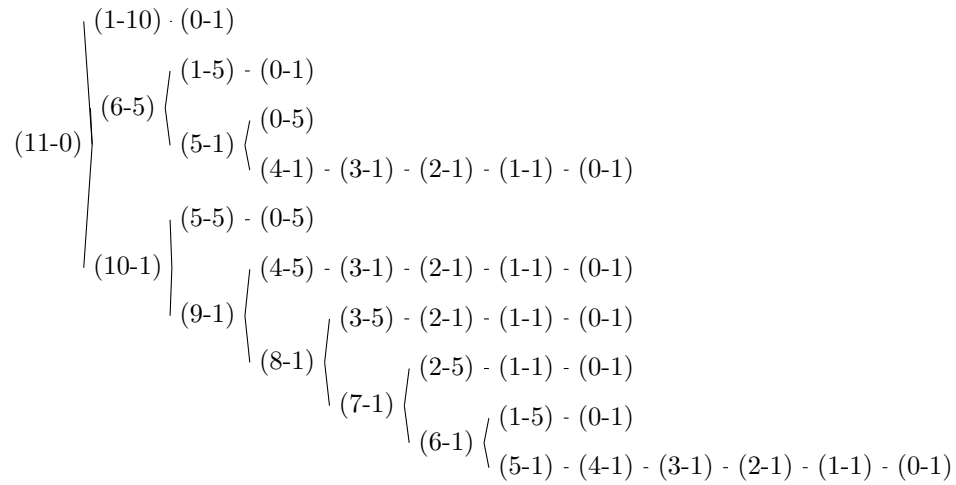 (1-10) - (0-1)
(1-5) - (0-1)
(6-5)
(0-5)
(11-0)
(5-1)
(4-1) - (3-1) - (2-1) - (1-1) - (0-1)
(5-5) - (0-5)
(10-1)
(4-5) - (3-1) - (2-1) - (1-1) - (0-1)
(9-1)
(3-5) - (2-1) - (1-1) - (0-1)
(8-1)
(2-5) - (1-1) - (0-1)
(7-1)
(1-5) - (0-1)
(6-1)
(5-1) - (4-1) - (3-1) - (2-1) - (1-1) - (0-1)